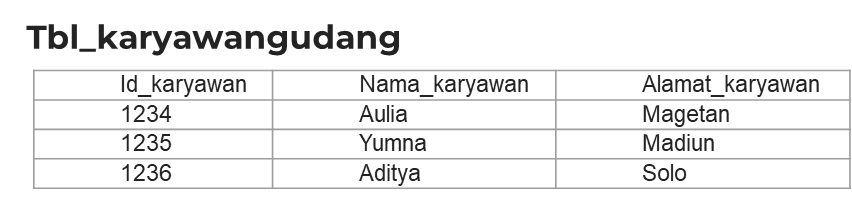 Tbl_karyawangudang
Id_karyawan Nama_karyawan Alamat_karyawan
1234 Aulia Magetan
1235 Yumna Madiun
1236 Aditya Solo